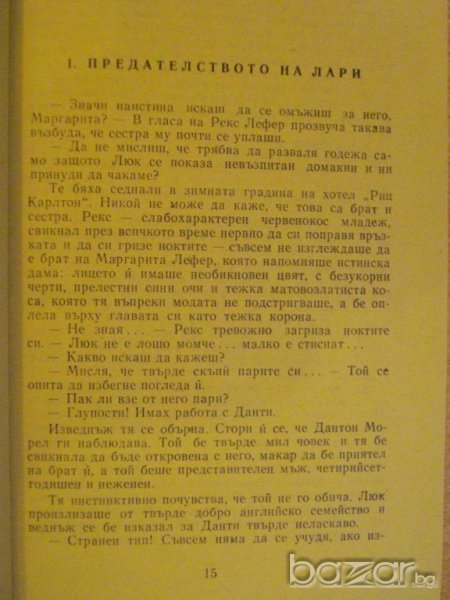 I. ПРЕДАТЕЛСТВОТО НА ЛАРИ
— Значи наистина искаш да се омъжиш за него,
Маргарита? — В гласа на Рекс Лефер прозвуча такава
възбуда, че сестра му почти се уплаши.
— Да не мислиш, че трябва да разваля годежа са-
мо защото Люк се показа невъзпитан домакин и ни
принуди да чакаме?
Те бяха седнали в зимната градина на хотел „Риц
Карлтон“. Никой не може да каже, че това са брат и
сестра. Рекс — слабохарактерен червенокос младеж,
свикнал през всичкото време нервно да си поправя връз-
ката и да си гризе ноктите — съвсем не изглеждаше да
е брат на Маргарита Лефер, която напомняше истинска
дама: лицето ѝ имаше необикновен цвят, с безукорни
черти, прелестни сини очи и тежка матовозлатиста ко-
са, която тя въпреки модата не подстригваше, а бе оп-
лела върху главата си като тежка корона.
— Не зная... — Рекс тревожно загриза ноктите
си. — Люк не е лошо момче... малко е стиснат...
— Какво искаш да кажеш?
— Мисля, че твърде скъпи парите си... — Той се
опита да избегне погледа ѝ.
— Пак ли взе от него пари?
— Глупости! Имах работа с Данти.
Изведнъж тя се обърна. Стори ѝ се, че Дантон Мо-
рел ги наблюдава. Той бе твърде мил човек и тя бе
свикнала да бъде откровена с него, макар да бе приятел
на брат ѝ, а той беше представителен мъж, четирийсет-
годишен и неженен.
Тя инстинктивно почувства, че той не го обича. Люк
произлизаше от твърде добро английско семейство и
веднъж се бе изказал за Данти твърде неласкаво.
— Странен тип! Съвсем няма да се учудя, ако из-
15
bazar.bg